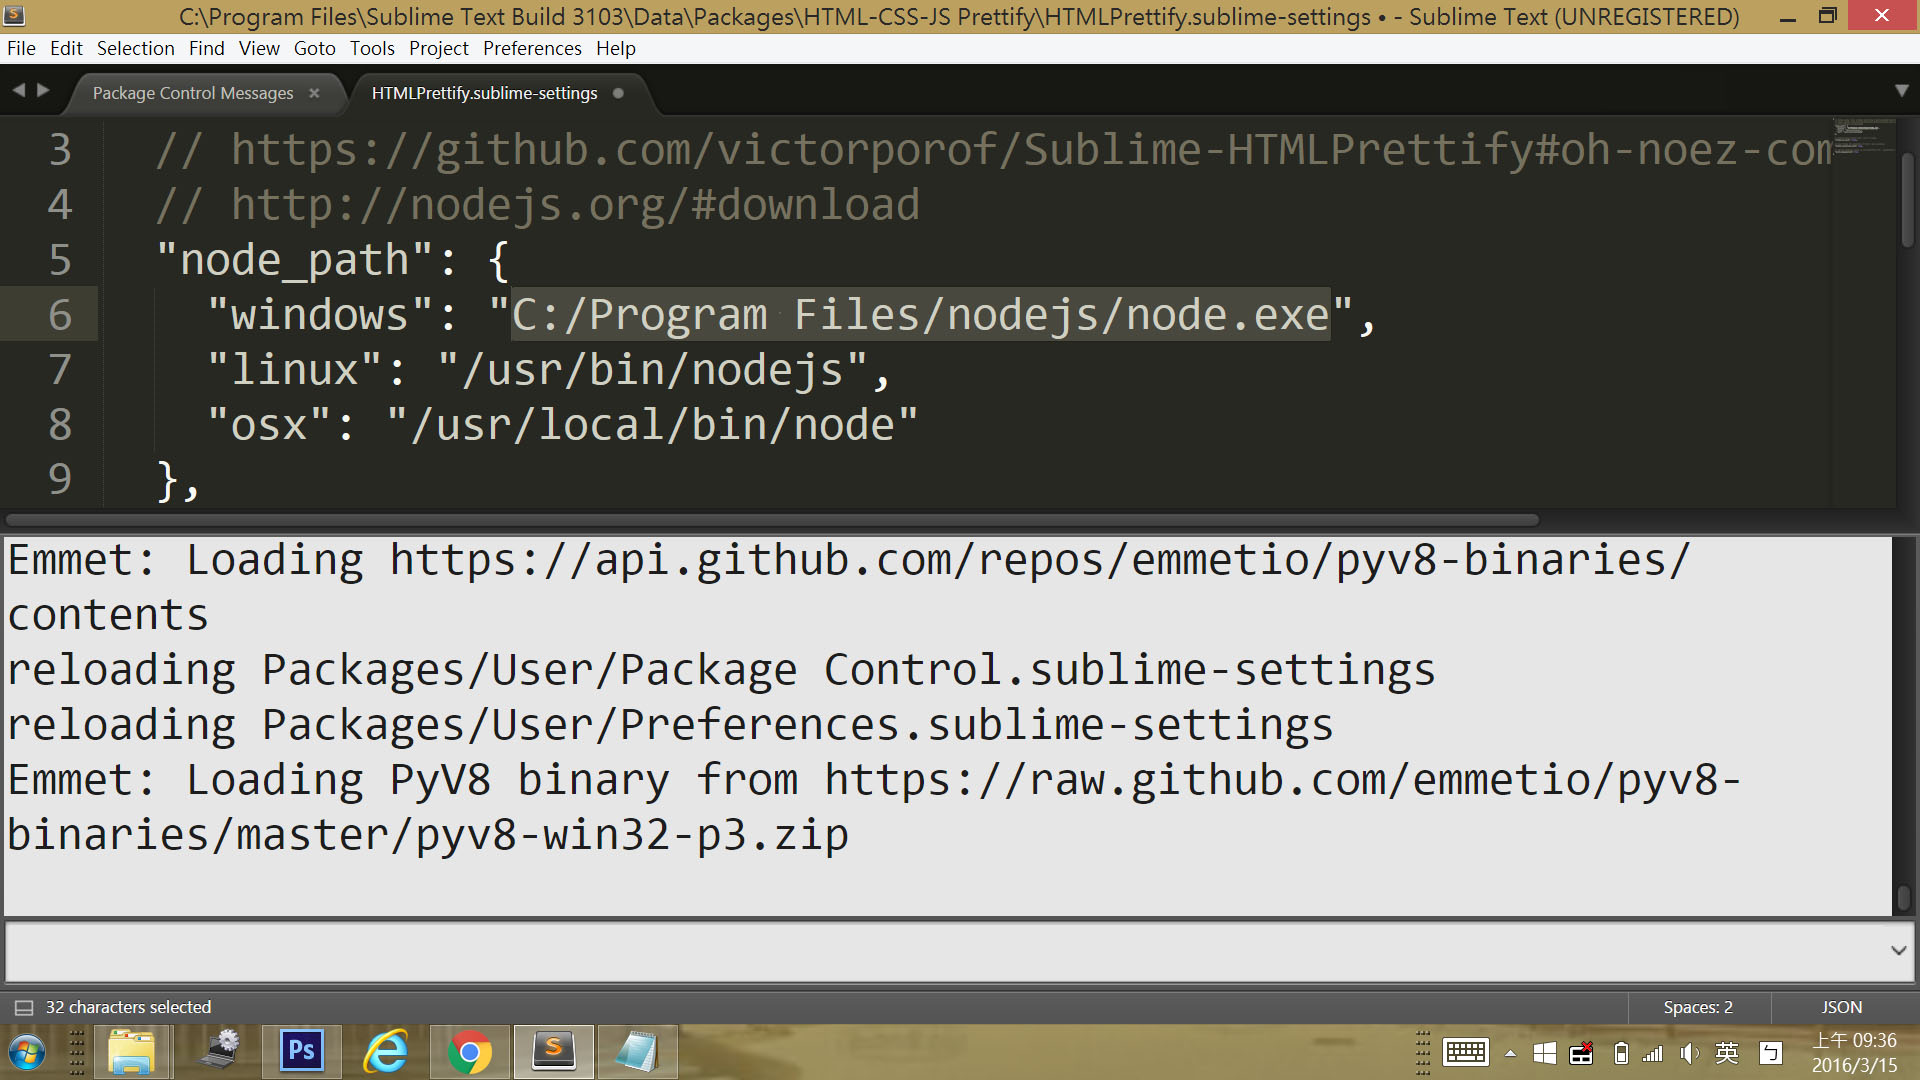 C:\Program Files\Sublime Text Build 3103\Data\Packages\HTML-CSS-JS Prettify\HTMLPrettify.sublime-settings • - Sublime Text (UNREGISTERED)
File Edit Selection Find View Goto Tools Project Preferences Help
Package Control Messages × HTMLPrettify.sublime-settings
3 // https://github.com/victorporof/Sublime-HTMLPrettify#oh-noez-com
4 // http://nodejs.org/#download
5 "node_path": {
6 "windows": "C:/Program Files/nodejs/node.exe",
7 "linux": "/usr/bin/nodejs",
8 "osx": "/usr/local/bin/node"
9 },
Emmet: Loading https://api.github.com/repos/emmetio/pyv8-binaries/
contents
reloading Packages/User/Package Control.sublime-settings
reloading Packages/User/Preferences.sublime-settings
Emmet: Loading PyV8 binary from https://raw.github.com/emmetio/pyv8-
binaries/master/pyv8-win32-p3.zip
32 characters selected Spaces: 2 JSON
Ps S 英 ㄅ 上午 09:36
2016/3/15